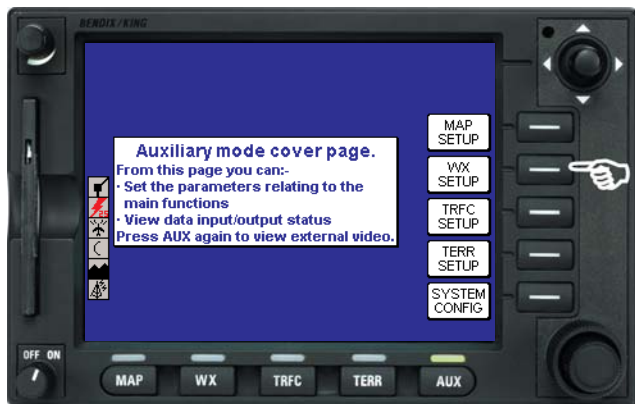 BENDIX/KING
Auxiliary mode cover page.
From this page you can:-
· Set the parameters relating to the
main functions
· View data input/output status
Press AUX again to view external video.
MAP
SETUP
WX
SETUP
TRFC
SETUP
TERR
SETUP
SYSTEM
CONFIG
OFF ON
MAP
WX
TRFC
TERR
AUX